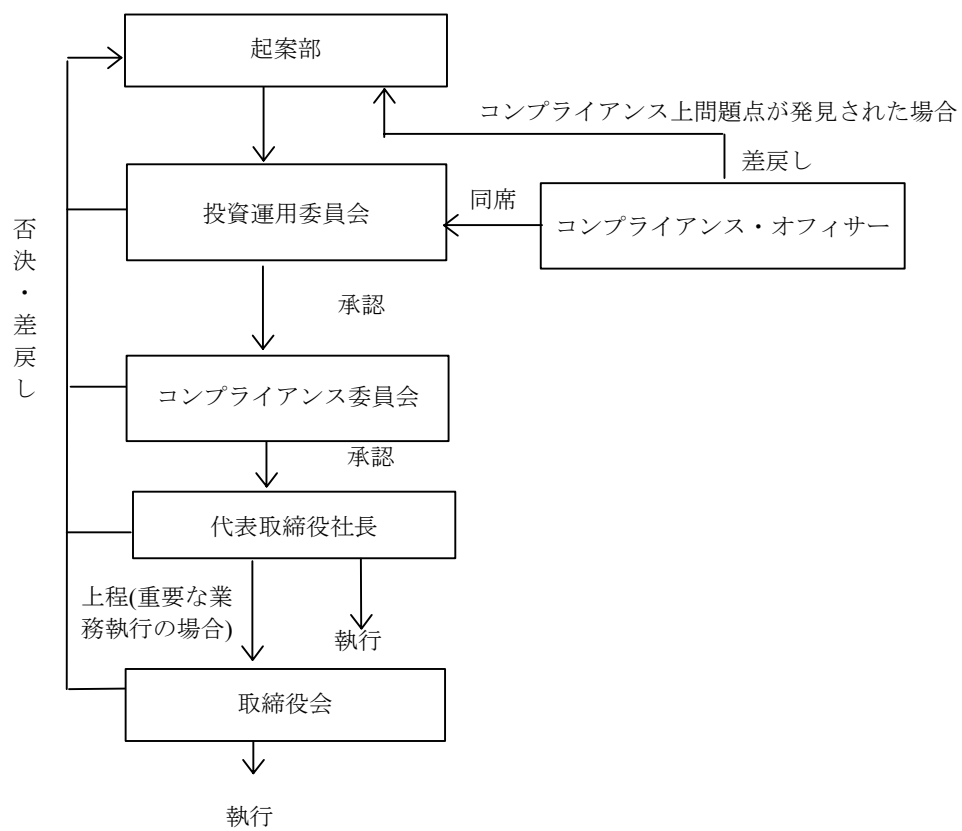 起案部
コンプライアンス上問題点が発見された場合
差戻し
投資運用委員会
同席
コンプライアンス・オフィサー
否決・差戻し
承認
コンプライアンス委員会
承認
代表取締役社長
上程(重要な業
務執行の場合)
執行
取締役会
執行